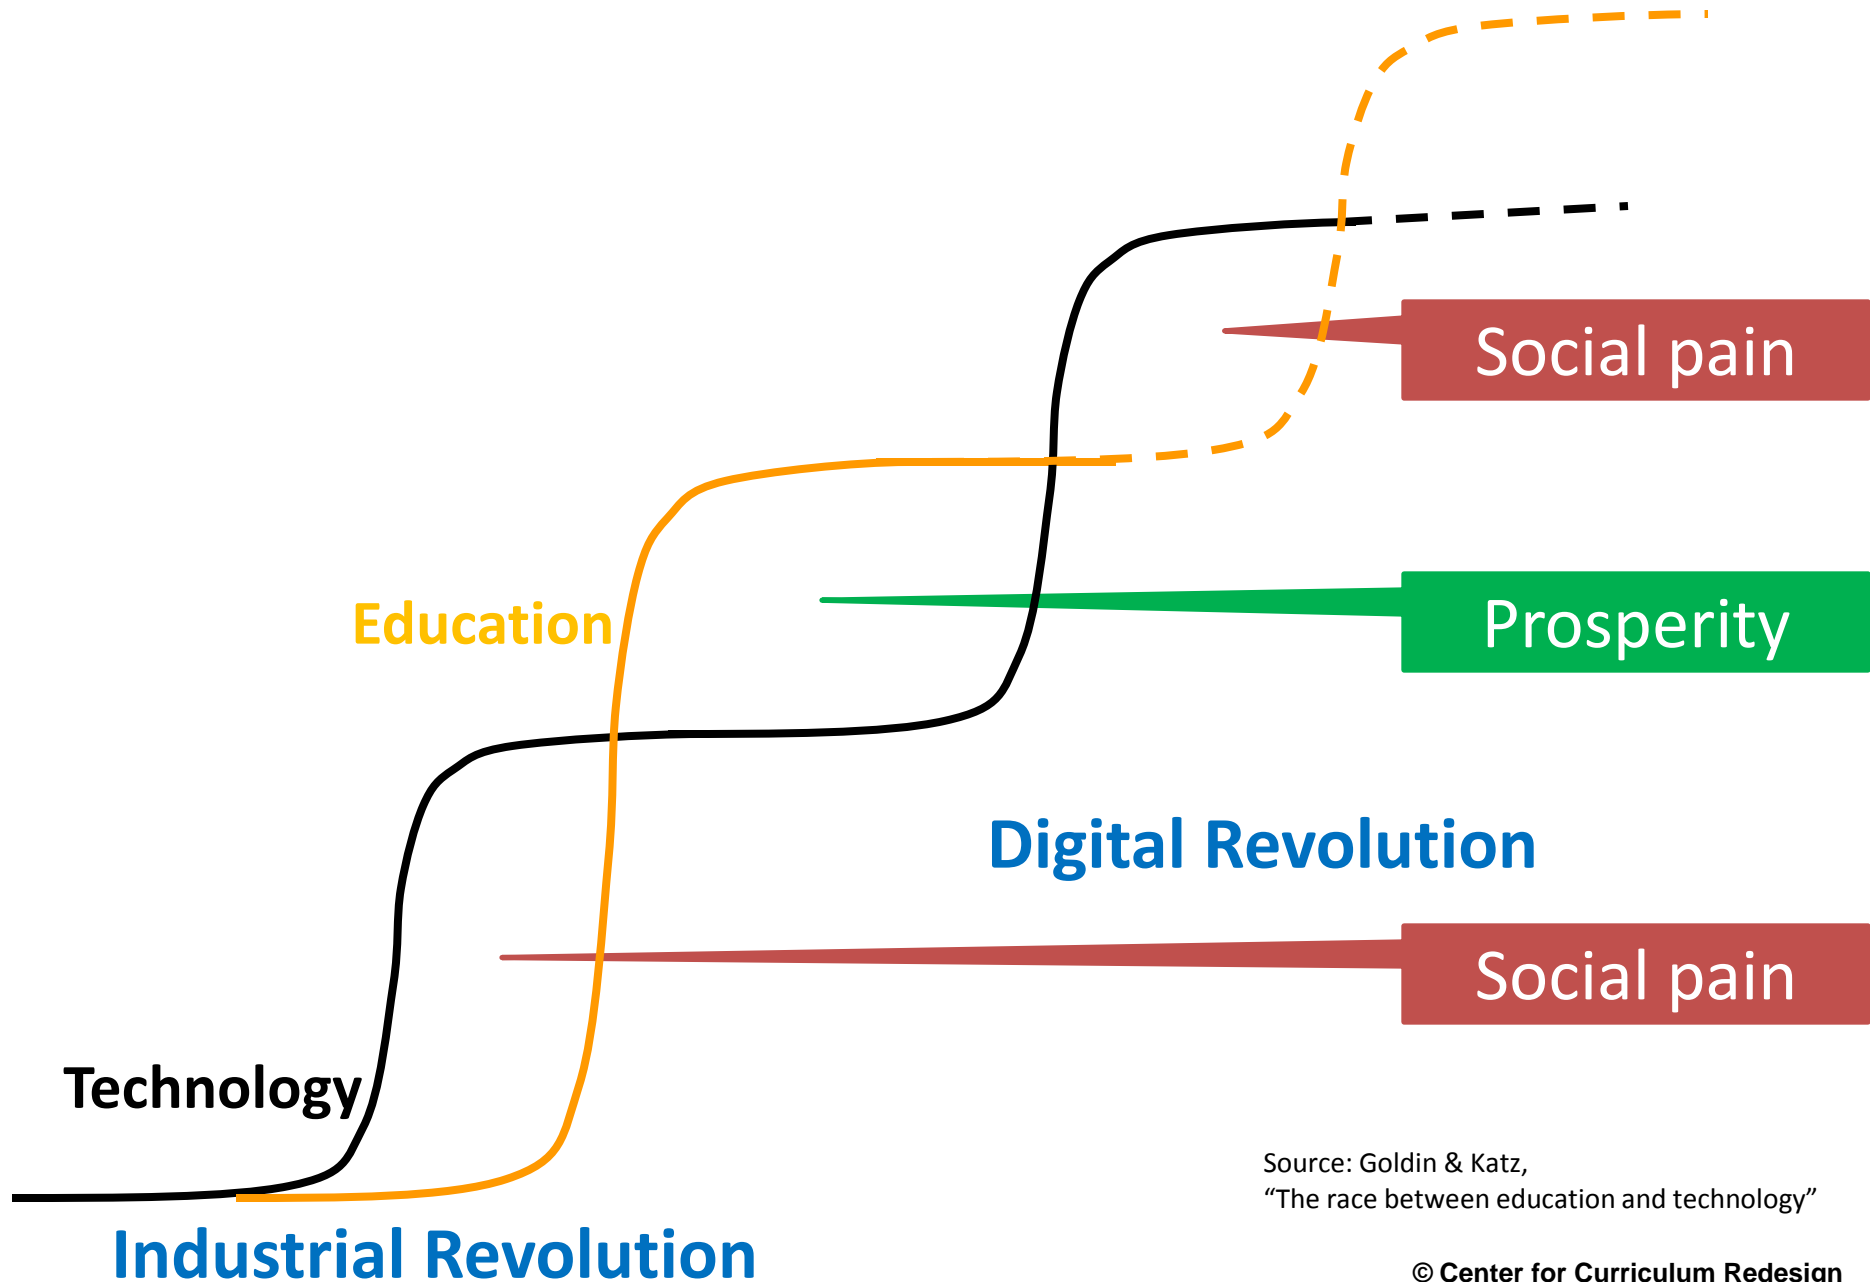 Social pain
Education
Prosperity
Digital Revolution
Social pain
Technology
Source: Goldin & Katz,
“The race between education and technology”
Industrial Revolution
© Center for Curriculum Redesign